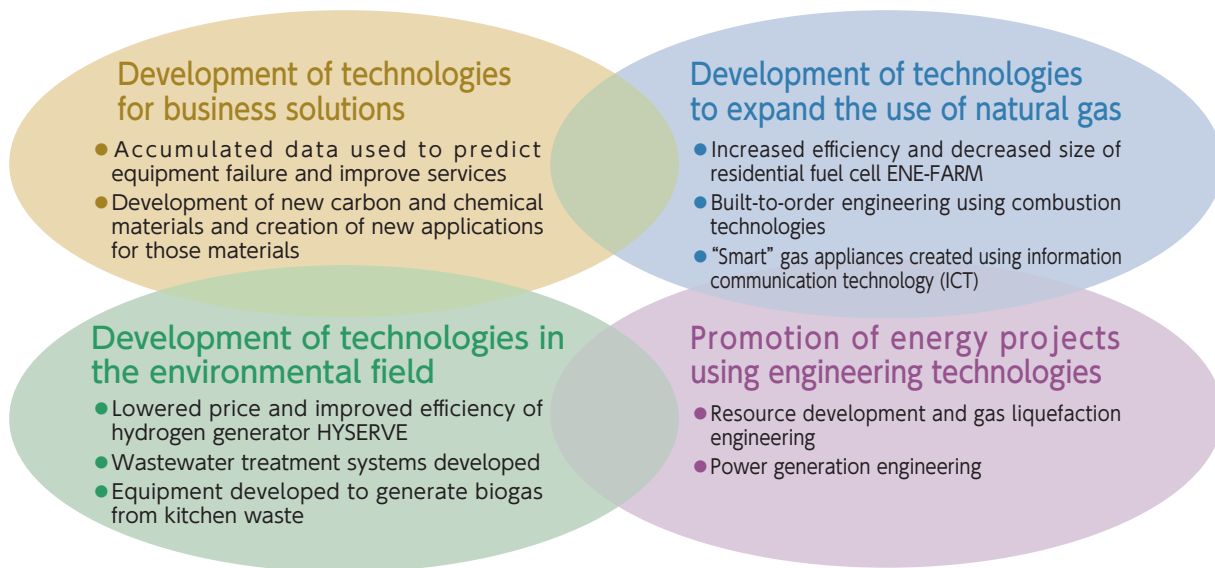 Development of technologies
for business solutions
● Accumulated data used to predict
equipment failure and improve services
● Development of new carbon and chemical
materials and creation of new applications
for those materials
Development of technologies
to expand the use of natural gas
● Increased efficiency and decreased size of
residential fuel cell ENE-FARM
● Built-to-order engineering using combustion
technologies
● “Smart” gas appliances created using information
communication technology (ICT)
Development of technologies in
the environmental field
● Lowered price and improved efficiency of
hydrogen generator HYSERVE
● Wastewater treatment systems developed
● Equipment developed to generate biogas
from kitchen waste
Promotion of energy projects
using engineering technologies
● Resource development and gas liquefaction
engineering
● Power generation engineering